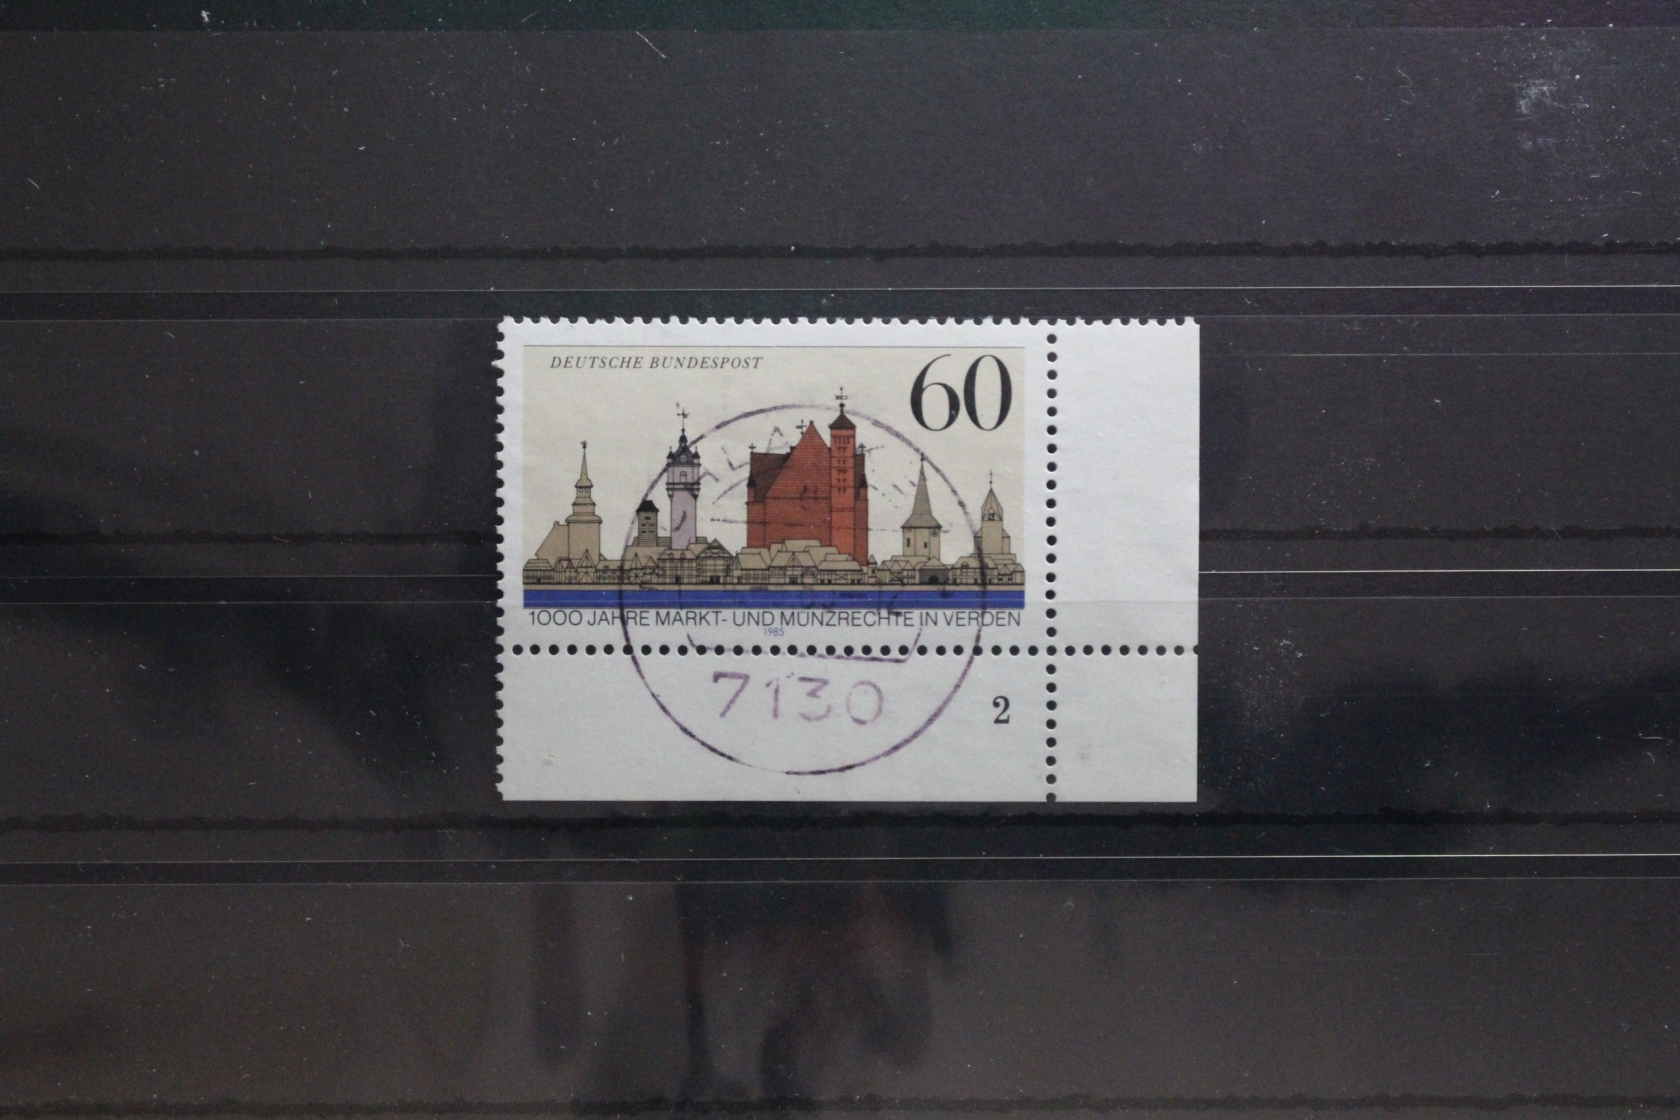 DEUTSCHE BUNDESPOST
60
1000 JAHRE MARKT- UND MÜNZRECHTE IN VERDEN
1985
7130
2